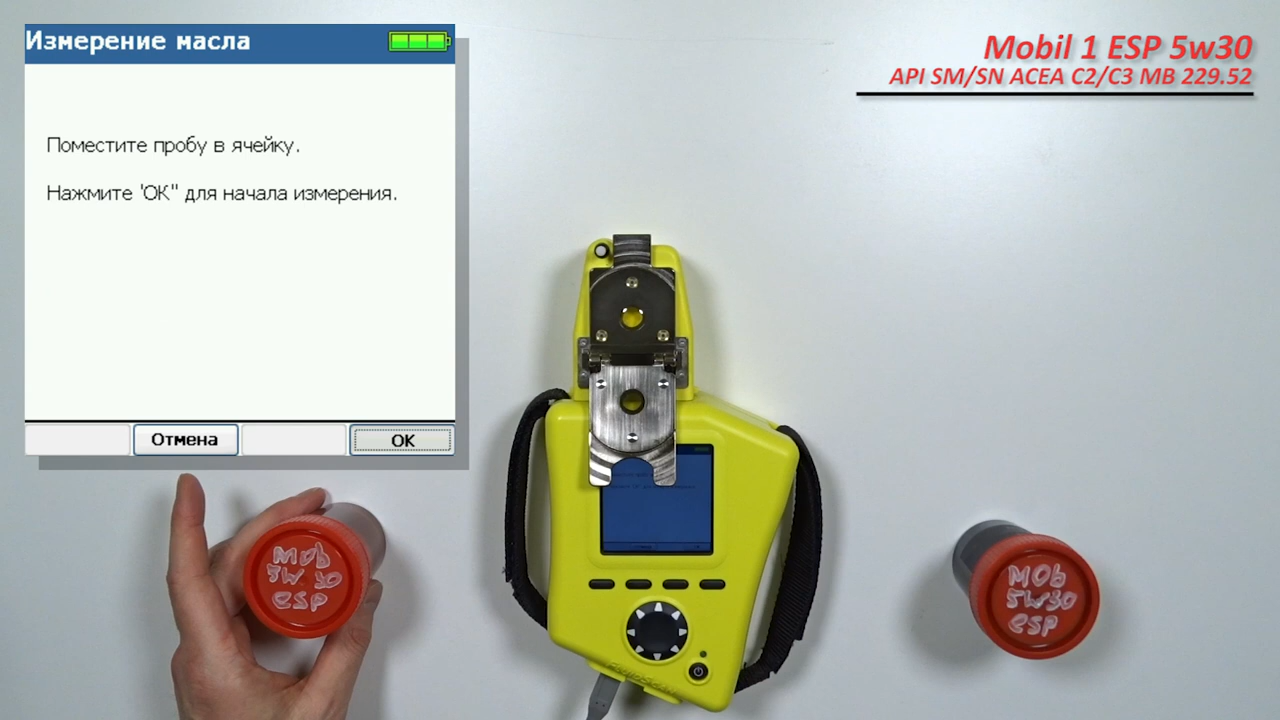 Измерение масла
Поместите пробу в ячейку.
Нажмите 'ОК" для начала измерения.
Отмена
OK
Mobil 1 ESP 5w30
API SM/SN ACEA C2/C3 MB 229.52
Mob
5W 30
esp
MOb
5W30
esp